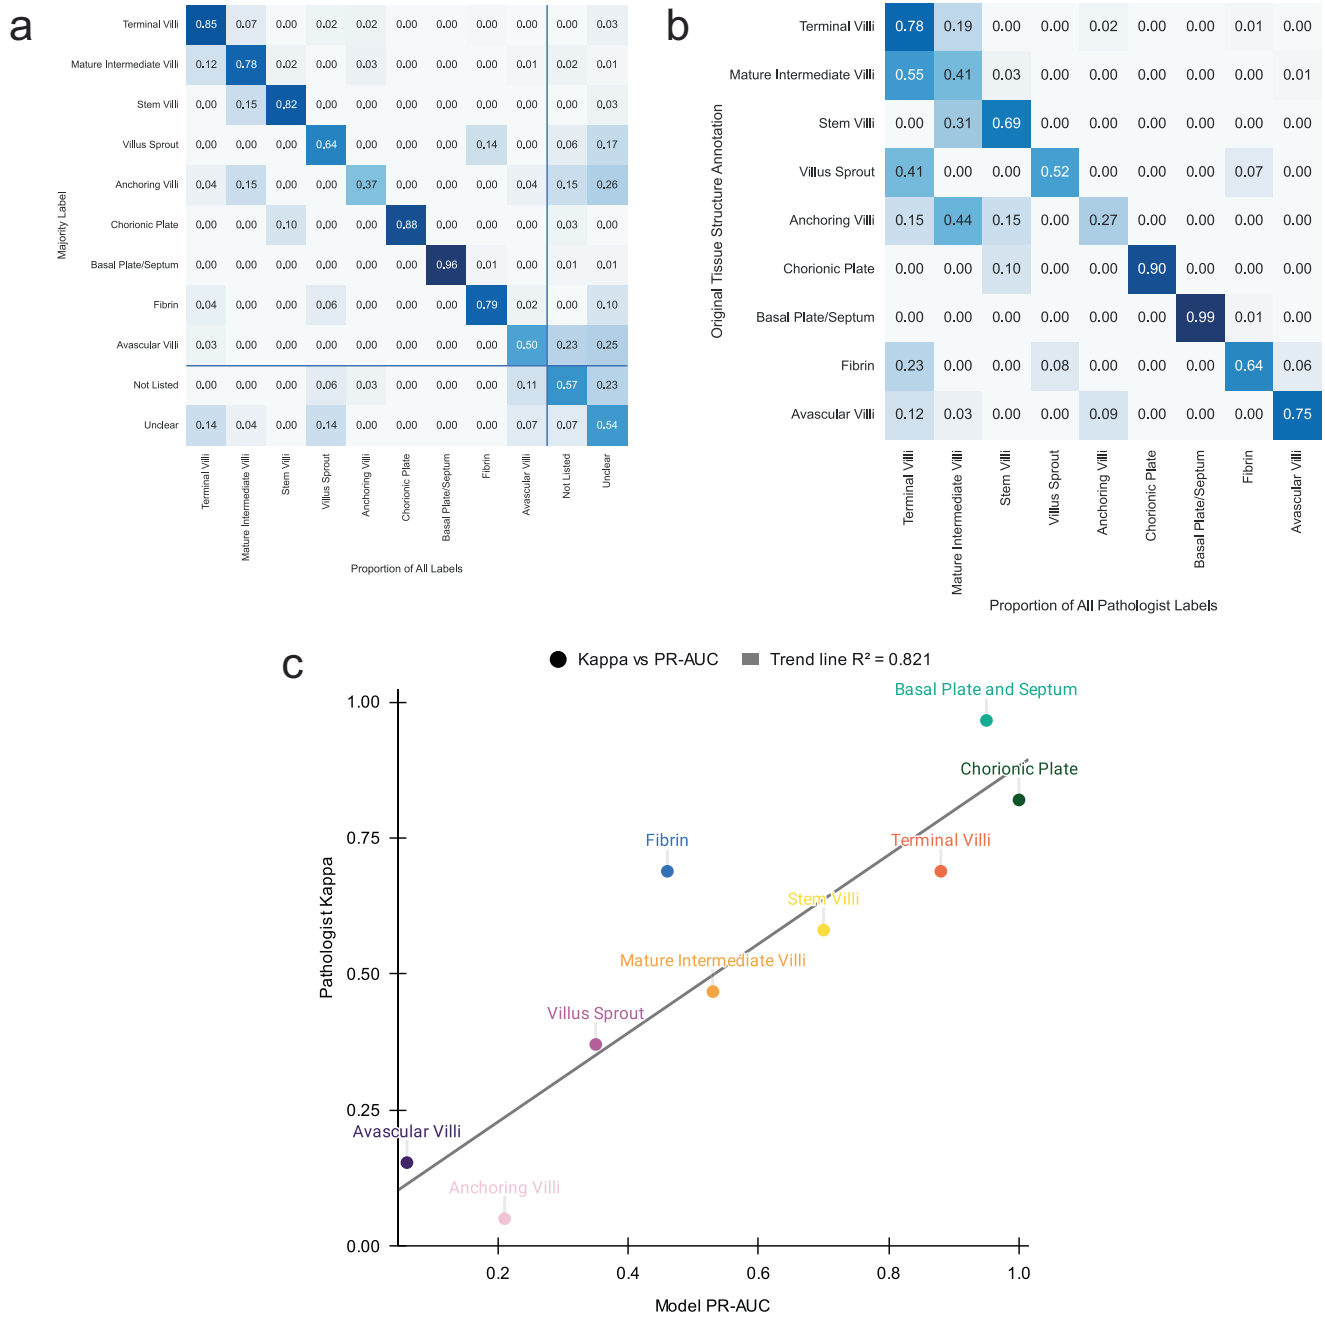 a
Majority Label
Terminal Villi 0.85 0.07 0.00 0.02 0.02 0.00 0.00 0.00 0.00 0.00 0.03
Mature Intermediate Villi 0.12 0.78 0.02 0.00 0.03 0.00 0.00 0.00 0.01 0.02 0.01
Stem Villi 0.00 0.15 0.82 0.00 0.00 0.00 0.00 0.00 0.00 0.00 0.03
Villus Sprout 0.00 0.00 0.00 0.64 0.00 0.00 0.00 0.14 0.00 0.06 0.17
Anchoring Villi 0.04 0.15 0.00 0.00 0.37 0.00 0.00 0.00 0.04 0.15 0.26
Chorionic Plate 0.00 0.00 0.10 0.00 0.00 0.88 0.00 0.00 0.00 0.03 0.00
Basal Plate/Septum 0.00 0.00 0.00 0.00 0.00 0.00 0.96 0.01 0.00 0.01 0.01
Fibrin 0.04 0.00 0.00 0.06 0.00 0.00 0.00 0.79 0.02 0.00 0.10
Avascular Villi 0.03 0.00 0.00 0.00 0.00 0.00 0.00 0.00 0.50 0.23 0.25
Not Listed 0.00 0.00 0.00 0.06 0.03 0.00 0.00 0.00 0.11 0.57 0.23
Unclear 0.14 0.04 0.00 0.14 0.00 0.00 0.00 0.00 0.07 0.07 0.54
Terminal Villi
Mature Intermediate Villi
Stem Villi
Villus Sprout
Anchoring Villi
Chorionic Plate
Basal Plate/Septum
Fibrin
Avascular Villi
Not Listed
Unclear
Proportion of All Labels
b
Original Tissue Structure Annotation
Terminal Villi 0.78 0.19 0.00 0.00 0.02 0.00 0.00 0.01 0.00
Mature Intermediate Villi 0.55 0.41 0.03 0.00 0.00 0.00 0.00 0.00 0.01
Stem Villi 0.00 0.31 0.69 0.00 0.00 0.00 0.00 0.00 0.00
Villus Sprout 0.41 0.00 0.00 0.52 0.00 0.00 0.00 0.07 0.00
Anchoring Villi 0.15 0.44 0.15 0.00 0.27 0.00 0.00 0.00 0.00
Chorionic Plate 0.00 0.00 0.10 0.00 0.00 0.90 0.00 0.00 0.00
Basal Plate/Septum 0.00 0.00 0.00 0.00 0.00 0.00 0.99 0.01 0.00
Fibrin 0.23 0.00 0.00 0.08 0.00 0.00 0.00 0.64 0.06
Avascular Villi 0.12 0.03 0.00 0.00 0.09 0.00 0.00 0.00 0.75
Terminal Villi
Mature Intermediate Villi
Stem Villi
Villus Sprout
Anchoring Villi
Chorionic Plate
Basal Plate/Septum
Fibrin
Avascular Villi
Proportion of All Pathologist Labels
c
Kappa vs PR-AUC Trend line R² = 0.821
Pathologist Kappa
1.00
0.75
0.50
0.25
0.00
Basal Plate and Septum
Chorionic Plate
Fibrin
Terminal Villi
Stem Villi
Mature Intermediate Villi
Villus Sprout
Avascular Villi
Anchoring Villi
0.2 0.4 0.6 0.8 1.0
Model PR-AUC